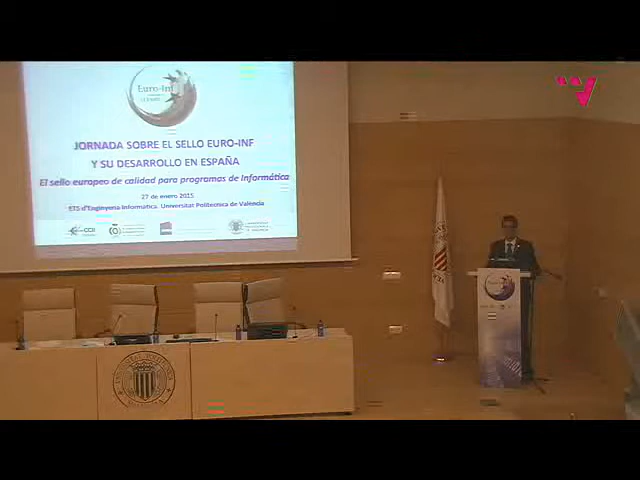 Euro-Inf
JORNADA SOBRE EL SELLO EURO-INF
Y SU DESARROLLO EN ESPAÑA
El sello europeo de calidad para programas de Informática
27 de enero 2015
ETS d'Enginyeria Informàtica. Universitat Politècnica de València
CCII